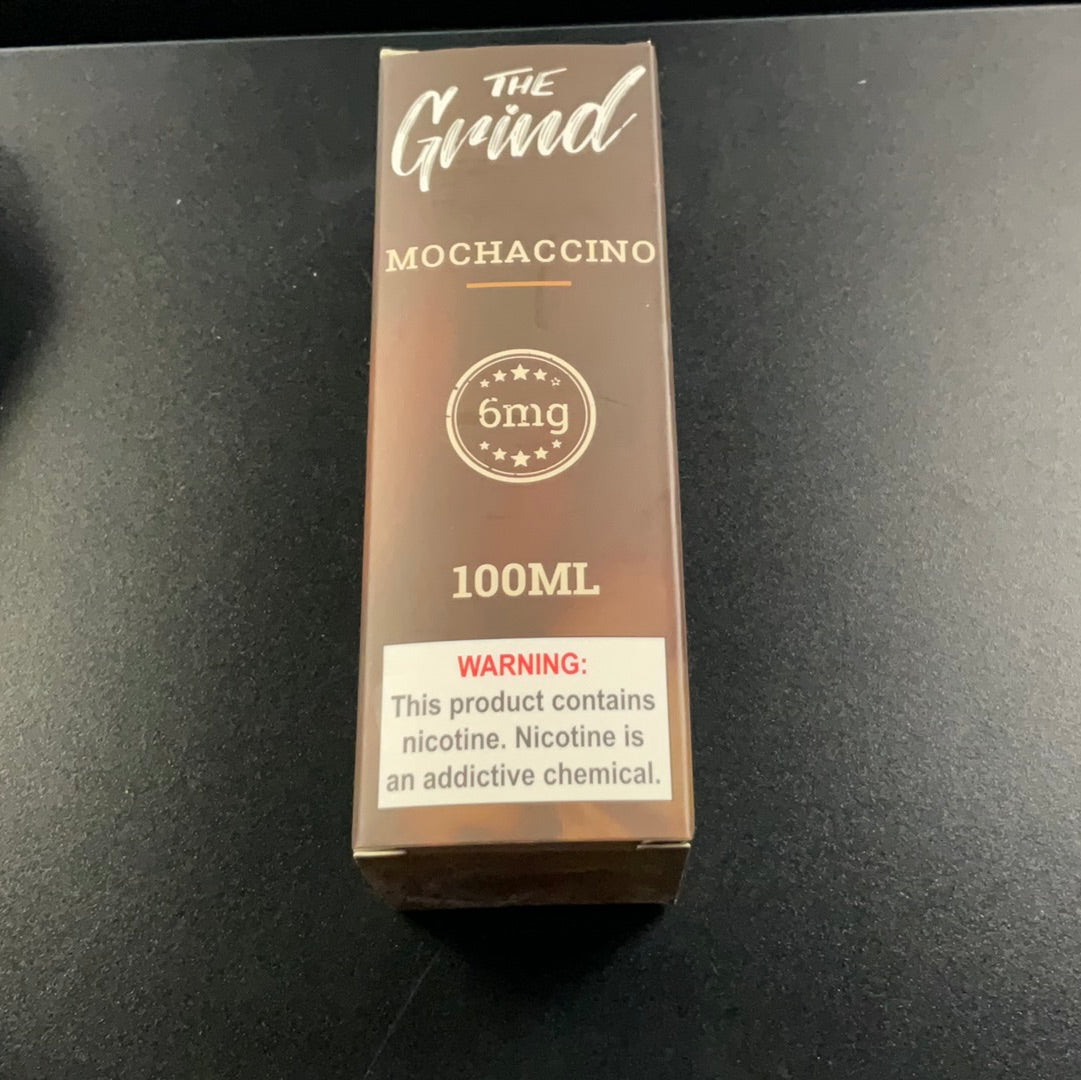 THE
Grind
MOCHACCINO
6mg
100ML
WARNING:
This product contains
nicotine. Nicotine is
an addictive chemical.